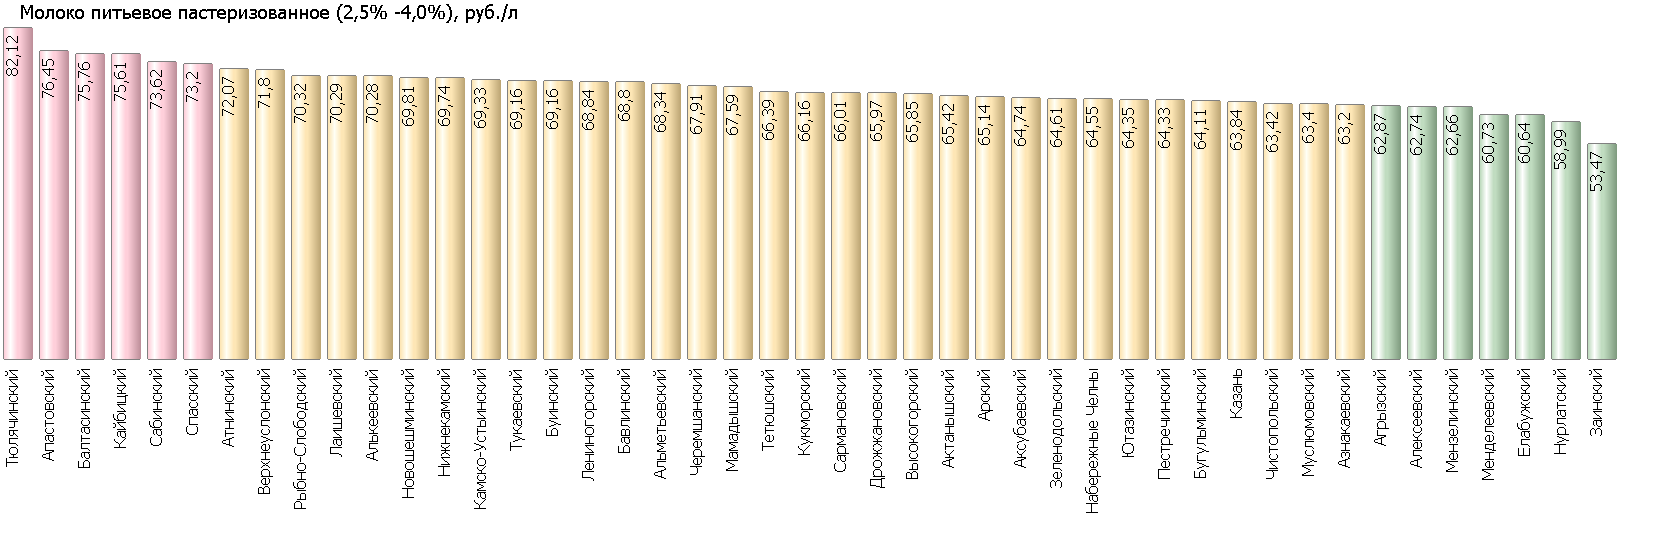 Молоко питьевое пастеризованное (2,5% -4,0%), руб./л
82,12
76,45
75,76
75,61
73,62
73,2
72,07
71,8
70,32
70,29
70,28
69,81
69,74
69,33
69,16
69,16
68,84
68,8
68,34
67,91
67,59
66,39
66,16
66,01
65,97
65,85
65,42
65,14
64,74
64,61
64,55
64,35
64,33
64,11
63,84
63,42
63,4
63,2
62,87
62,74
62,66
60,73
60,64
58,99
53,47
Тюлячинский
Апастовский
Балтасинский
Кайбицкий
Сабинский
Спасский
Атнинский
Верхнеуслонский
Рыбно-Слободский
Лаишевский
Алькеевский
Новошешминский
Нижнекамский
Камско-Устьинский
Тукаевский
Буинский
Лениногорский
Бавлинский
Альметьевский
Черемшанский
Мамадышский
Тетюшский
Кукморский
Сармановский
Дрожжановский
Высокогорский
Актанышский
Арский
Аксубаевский
Зеленодольский
Набережные Челны
Ютазинский
Пестречинский
Бугульминский
Казань
Чистопольский
Муслюмовский
Азнакаевский
Агрызский
Алексеевский
Мензелинский
Менделеевский
Елабужский
Нурлатский
Заинский